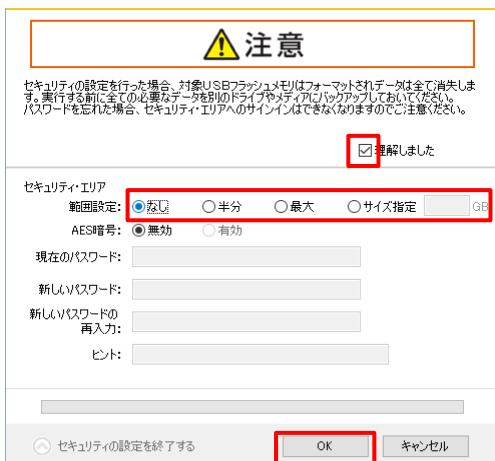 注意
セキュリティの設定を行った場合、対象USBフラッシュメモリはフォーマットされデータは全て消失しま
す。実行する前に全ての必要なデータを別のドライブやメディアにバックアップしておいてください。
パスワードを忘れた場合、セキュリティ・エリアへのサインインはできなくなりますのでご注意ください。
理解しました
セキュリティ・エリア
範囲設定: なし 半分 最大 サイズ指定 GB
AES暗号: 無効 有効
現在のパスワード:
新しいパスワード:
新しいパスワードの
再入力:
ヒント:
セキュリティの設定を終了する OK キャンセル